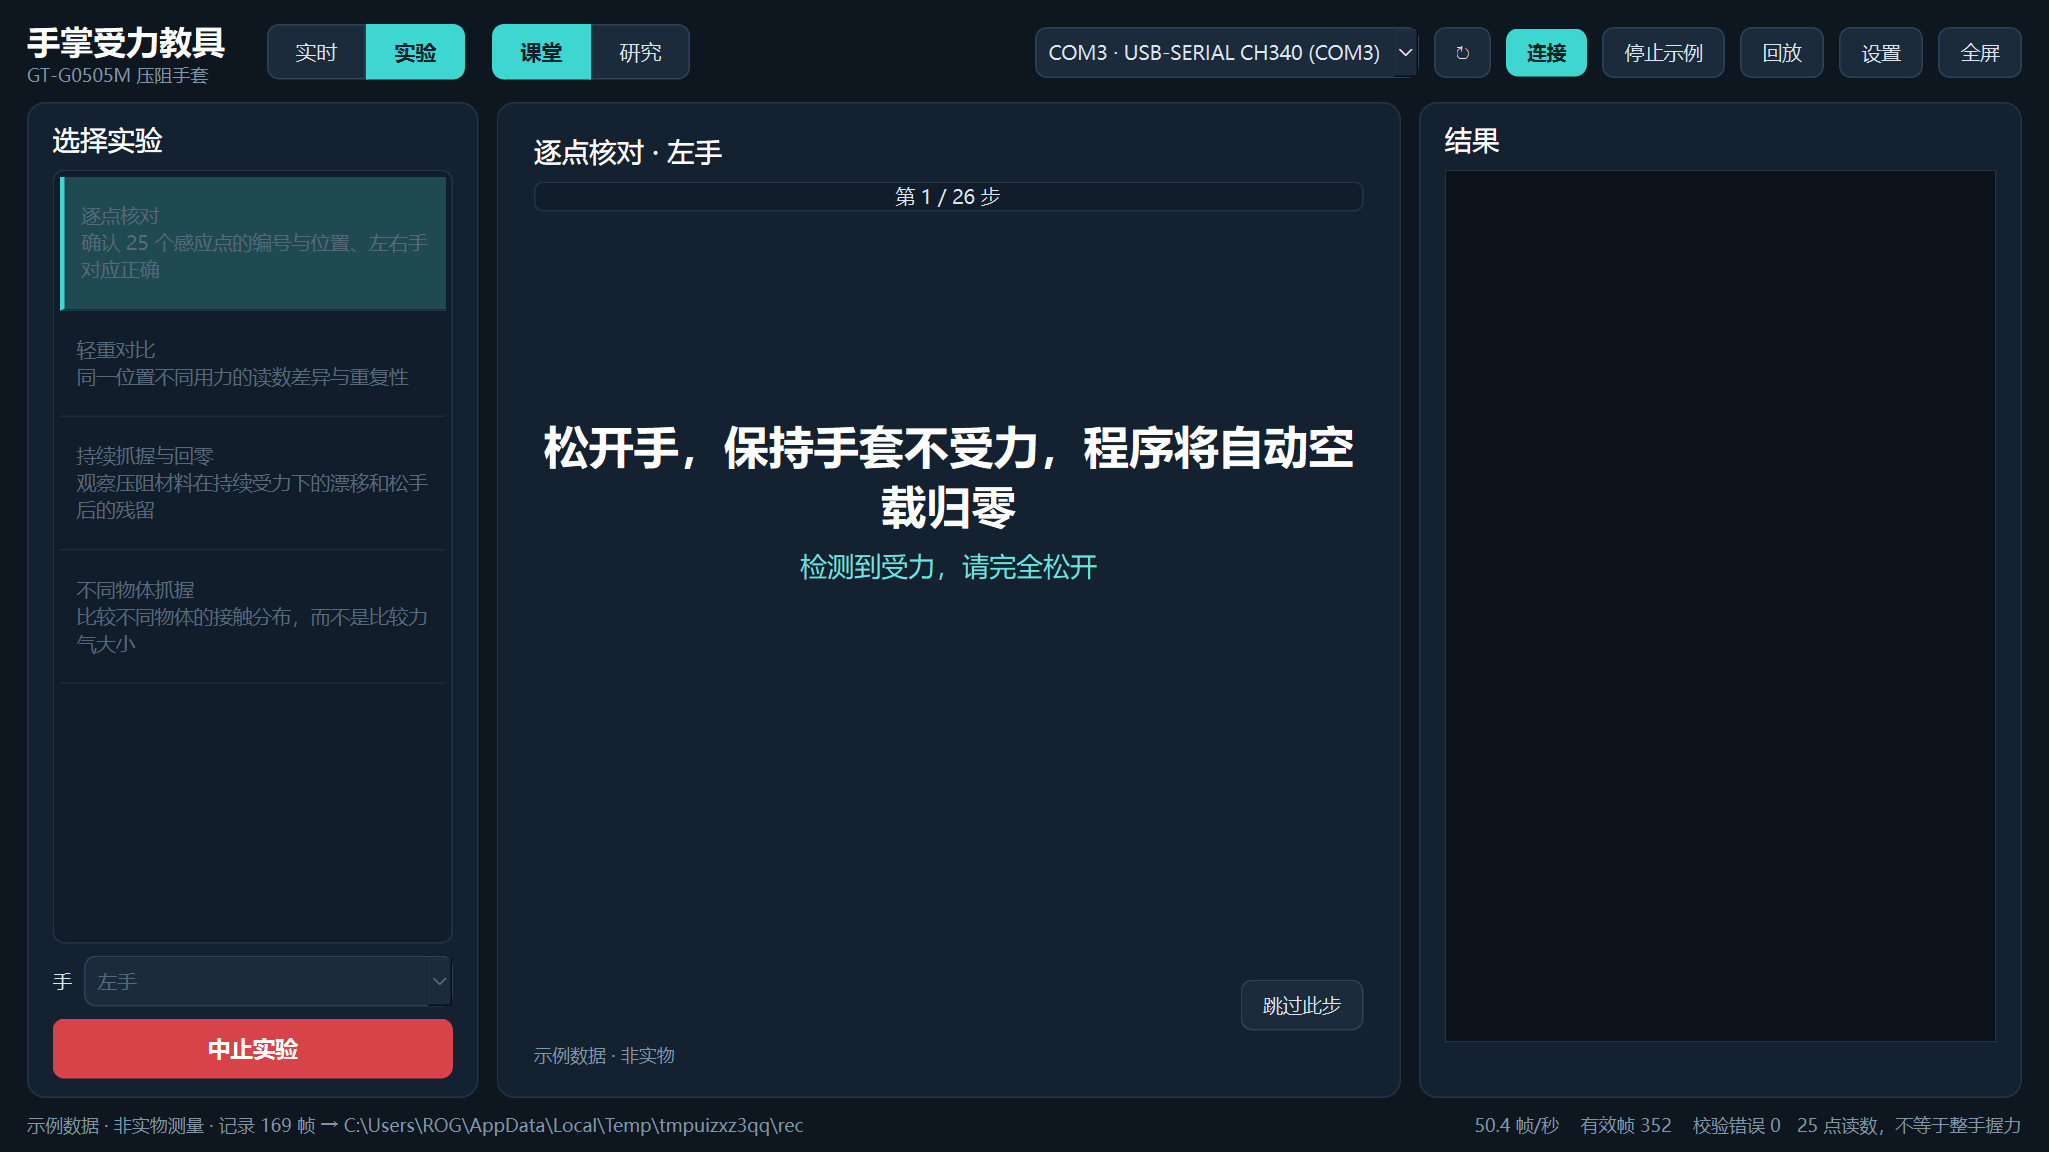 手掌受力教具
GT-G0505M 压阻手套
实时
实验
课堂
研究
COM3 · USB-SERIAL CH340 (COM3)
连接
停止示例
回放
设置
全屏
选择实验
逐点核对
确认 25 个感应点的编号与位置、左右手
对应正确
轻重对比
同一位置不同用力的读数差异与重复性
持续抓握与回零
观察压阻材料在持续受力下的漂移和松手
后的残留
不同物体抓握
比较不同物体的接触分布，而不是比较力
气大小
手
左手
中止实验
逐点核对 · 左手
第 1 / 26 步
松开手，保持手套不受力，程序将自动空
载归零
检测到受力，请完全松开
跳过此步
示例数据 · 非实物
结果
示例数据 · 非实物测量 · 记录 169 帧 → C:\Users\ROG\AppData\Local\Temp\tmpuizxz3qq\rec
50.4 帧/秒 有效帧 352 校验错误 0 25 点读数，不等于整手握力